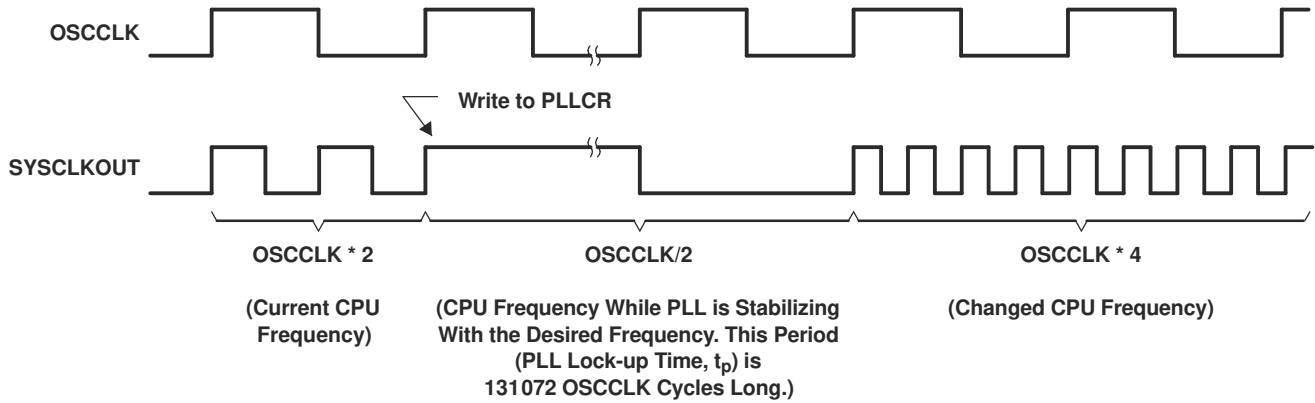 OSCCLK
Write to PLLCR
SYSCLKOUT
OSCCLK * 2
(Current CPU
Frequency)
OSCCLK/2
(CPU Frequency While PLL is Stabilizing
With the Desired Frequency. This Period
(PLL Lock-up Time, tp) is
131072 OSCCLK Cycles Long.)
OSCCLK * 4
(Changed CPU Frequency)